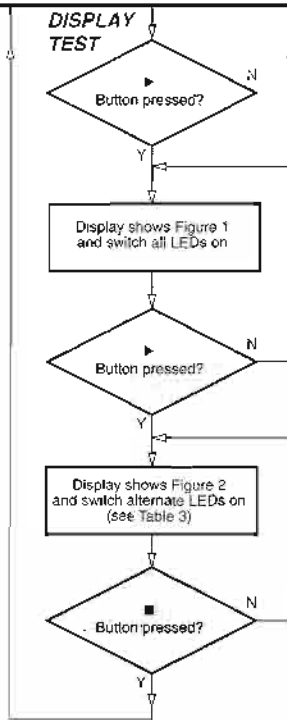 DISPLAY
TEST
▶
N
Button pressed?
Y
Display shows Figure 1
and switch all LEDs on
▶
N
Button pressed?
Y
Display shows Figure 2
and switch alternate LEDs on
(see Table 3)
■
N
Button pressed?
Y